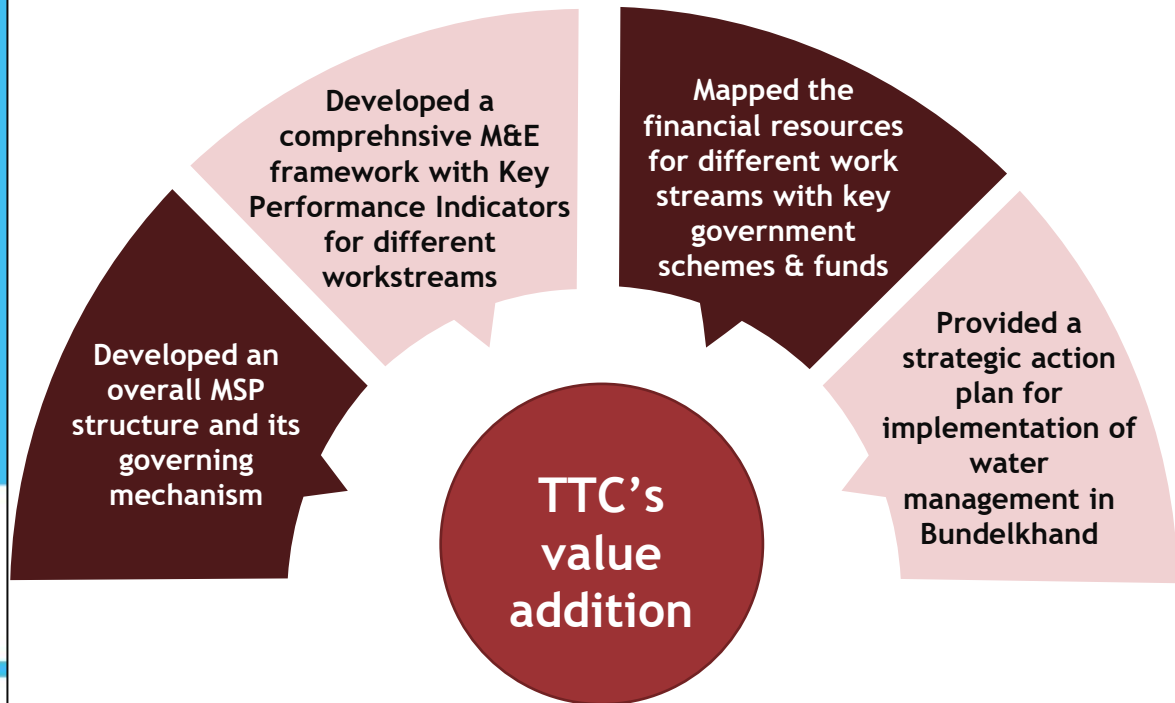 Developed an
overall MSP
structure and its
governing
mechanism
Developed a
comprehnsive M&E
framework with Key
Performance Indicators
for different
workstreams
Mapped the
financial resources
for different work
streams with key
government
schemes & funds
Provided a
strategic action
plan for
implementation of
water
management in
Bundelkhand
TTC’s
value
addition